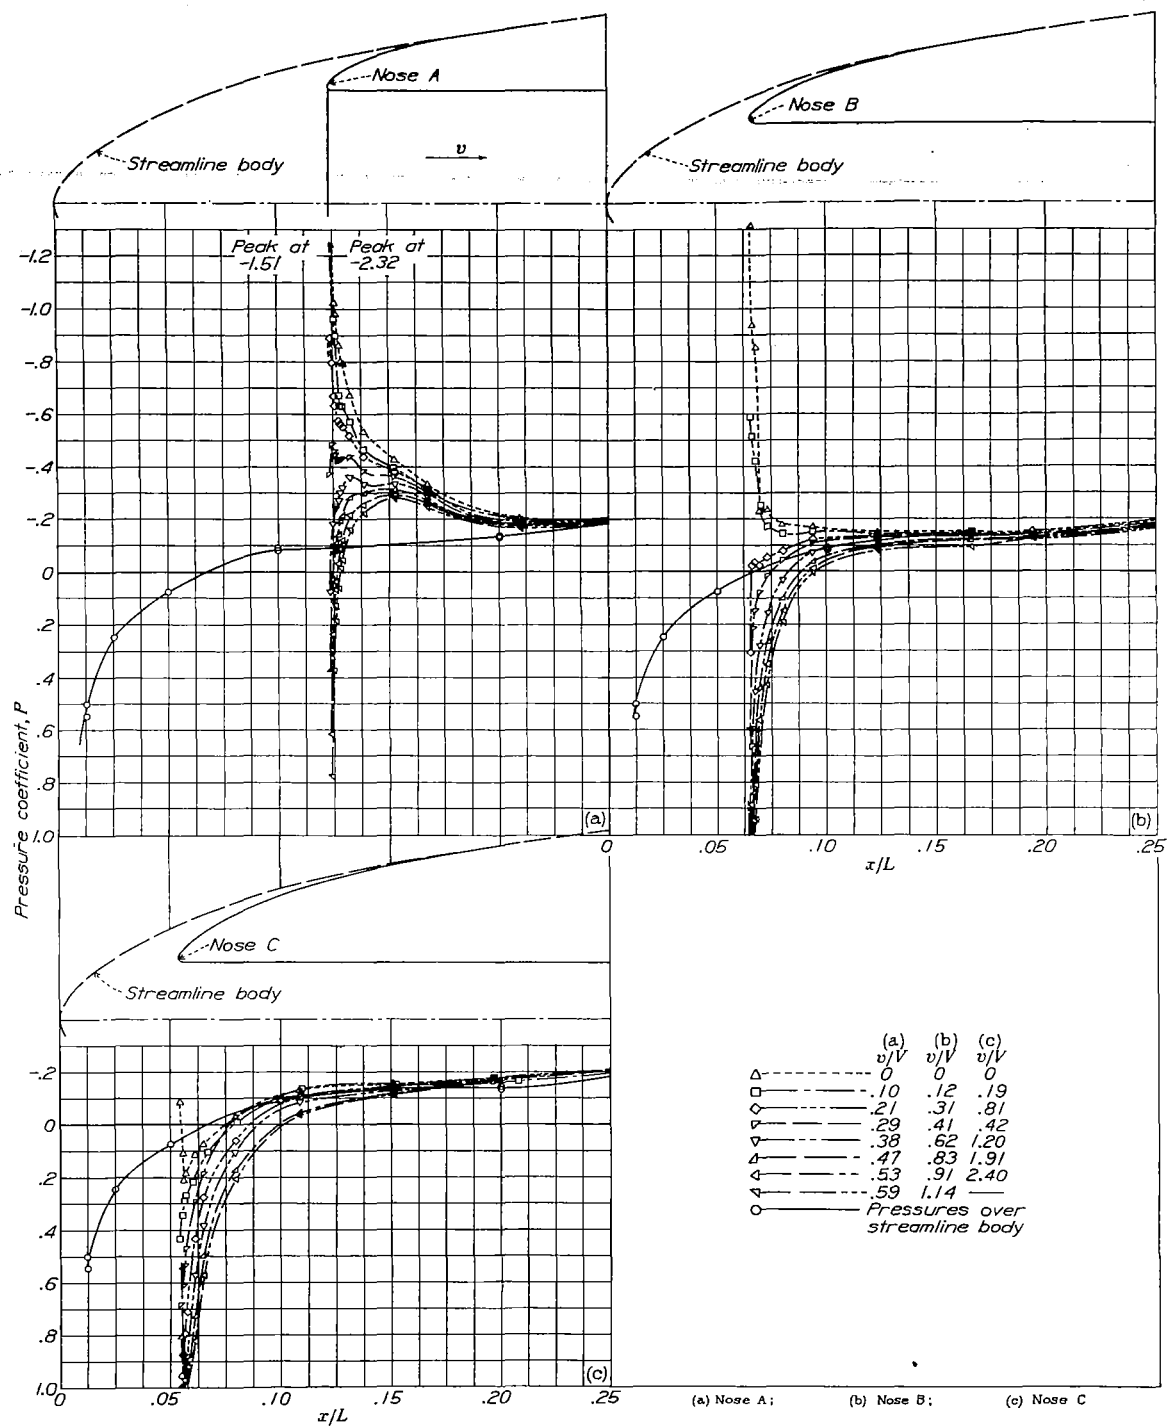 Nose A
Streamline body
v
Nose B
Streamline body
Peak at
-1.51
Peak at
-2.32
-1.2
-1.0
-.8
-.6
-.4
-.2
0
.2
.4
.6
.8
1.0
Pressure coefficient, P
(a)
(b)
0 .05 .10 .15 .20 .25
x/L
Nose C
Streamline body
-.2
0
.2
.4
.6
.8
1.0
(c)
0 .05 .10 .15 .20 .25
x/L
(a) (b) (c)
v/V v/V v/V
0 0 0
.10 .12 .19
.21 .31 .81
.29 .41 .42
.38 .62 1.20
.47 .83 1.91
.53 .91 2.40
.59 1.14 —
Pressures over
streamline body
(a) Nose A; (b) Nose B; (c) Nose C